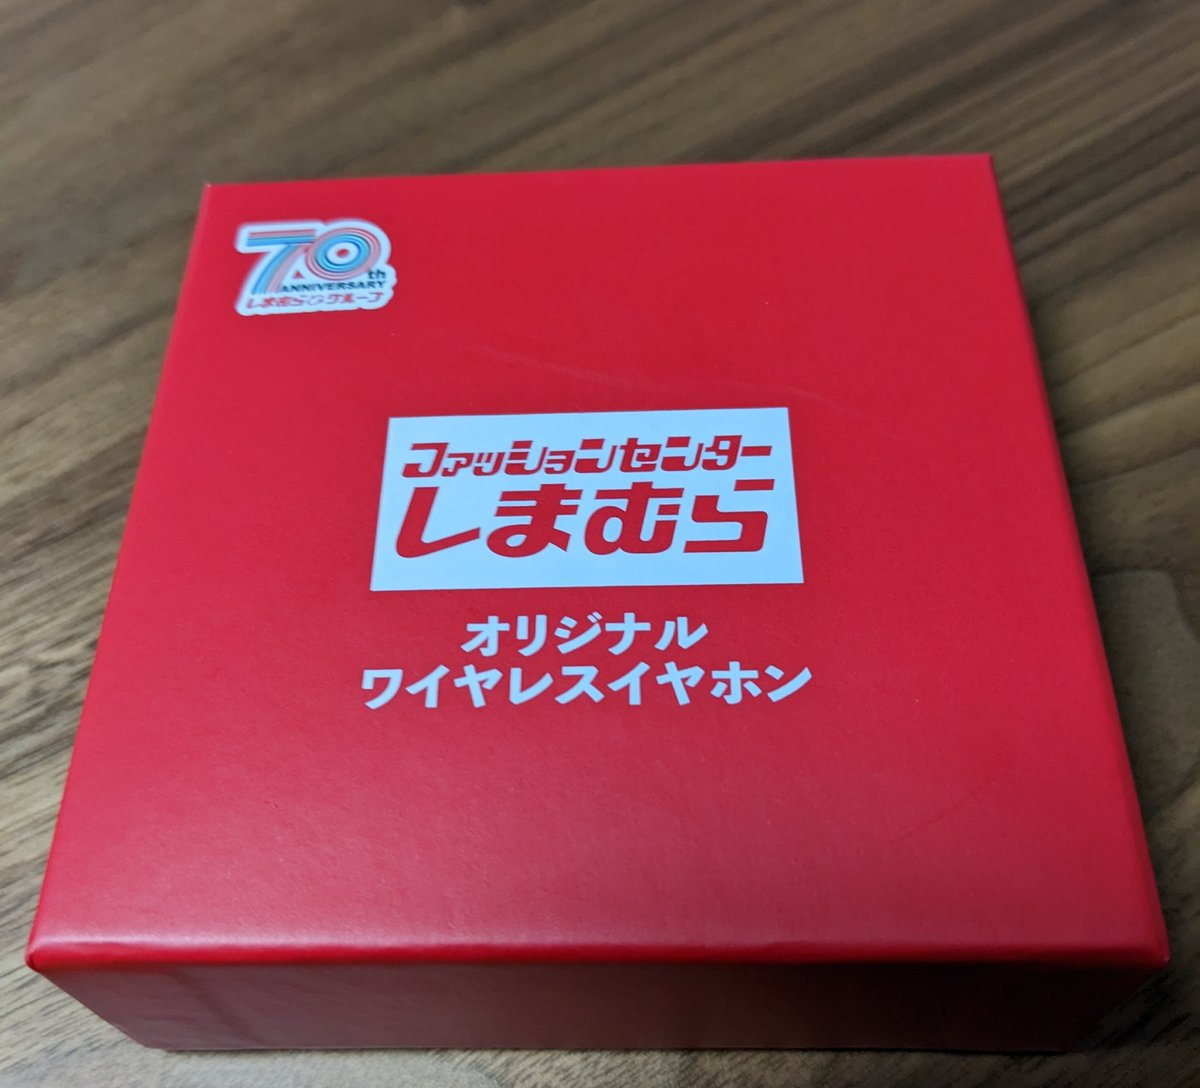 70th
ANNIVERSARY
しまむらグループ
ファッションセンター
しまむら
オリジナル
ワイヤレスイヤホン